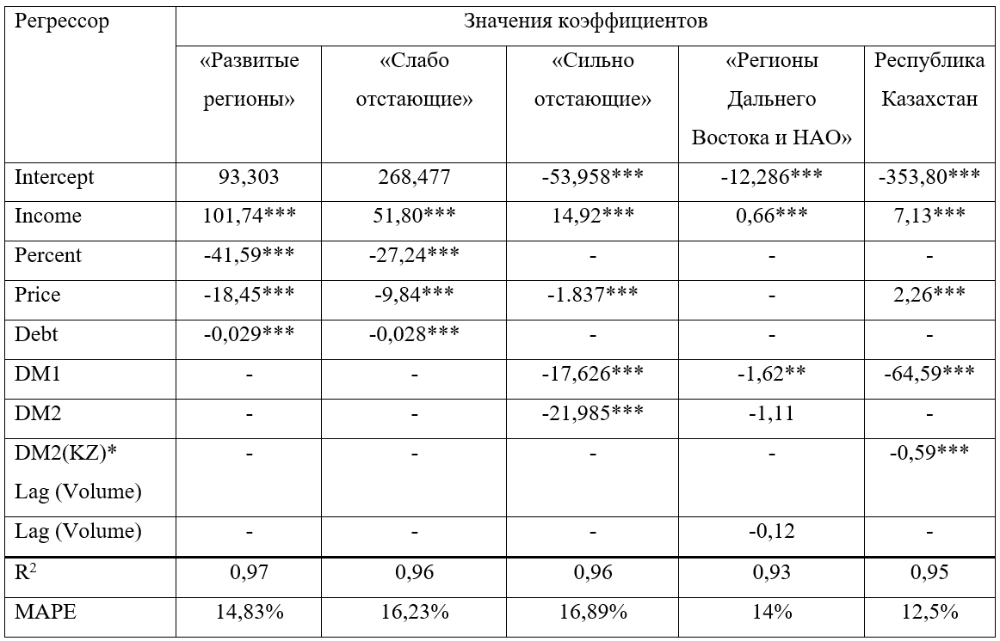 Регрессор Значения коэффициентов
«Развитые «Слабо «Сильно «Регионы Республика
регионы» отстающие» отстающие» Дальнего Казахстан
Востока и НАО»
Intercept 93,303 268,477 -53,958*** -12,286*** -353,80***
Income 101,74*** 51,80*** 14,92*** 0,66*** 7,13***
Percent -41,59*** -27,24*** - - -
Price -18,45*** -9,84*** -1.837*** - 2,26***
Debt -0,029*** -0,028*** - - -
DM1 - - -17,626*** -1,62** -64,59***
DM2 - - -21,985*** -1,11 -
DM2(KZ)* - - - - -0,59***
Lag (Volume)
Lag (Volume) - - - -0,12 -
R² 0,97 0,96 0,96 0,93 0,95
MAPE 14,83% 16,23% 16,89% 14% 12,5%